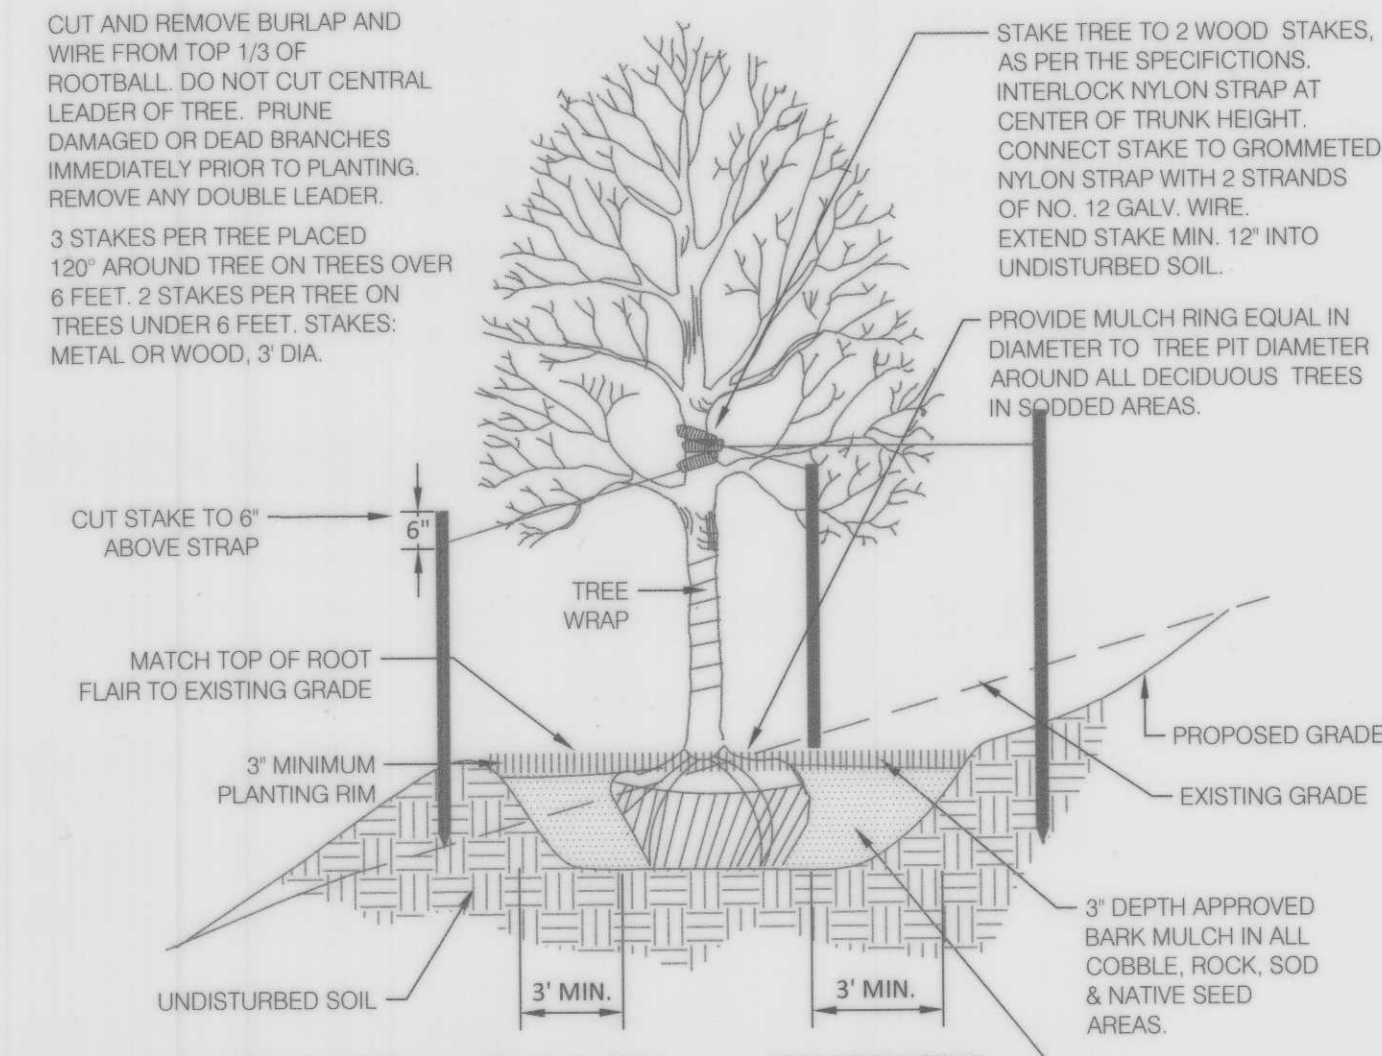 CUT AND REMOVE BURLAP AND
WIRE FROM TOP 1/3 OF
ROOTBALL. DO NOT CUT CENTRAL
LEADER OF TREE. PRUNE
DAMAGED OR DEAD BRANCHES
IMMEDIATELY PRIOR TO PLANTING.
REMOVE ANY DOUBLE LEADER.
3 STAKES PER TREE PLACED
120° AROUND TREE ON TREES OVER
6 FEET. 2 STAKES PER TREE ON
TREES UNDER 6 FEET. STAKES:
METAL OR WOOD, 3' DIA.
STAKE TREE TO 2 WOOD STAKES,
AS PER THE SPECIFICTIONS.
INTERLOCK NYLON STRAP AT
CENTER OF TRUNK HEIGHT.
CONNECT STAKE TO GROMMETED
NYLON STRAP WITH 2 STRANDS
OF NO. 12 GALV. WIRE.
EXTEND STAKE MIN. 12" INTO
UNDISTURBED SOIL.
PROVIDE MULCH RING EQUAL IN
DIAMETER TO TREE PIT DIAMETER
AROUND ALL DECIDUOUS TREES
IN SODDED AREAS.
CUT STAKE TO 6"
ABOVE STRAP
6"
TREE
WRAP
MATCH TOP OF ROOT
FLAIR TO EXISTING GRADE
3" MINIMUM
PLANTING RIM
PROPOSED GRADE
EXISTING GRADE
3" DEPTH APPROVED
BARK MULCH IN ALL
COBBLE, ROCK, SOD
& NATIVE SEED
AREAS.
UNDISTURBED SOIL
3' MIN.
3' MIN.